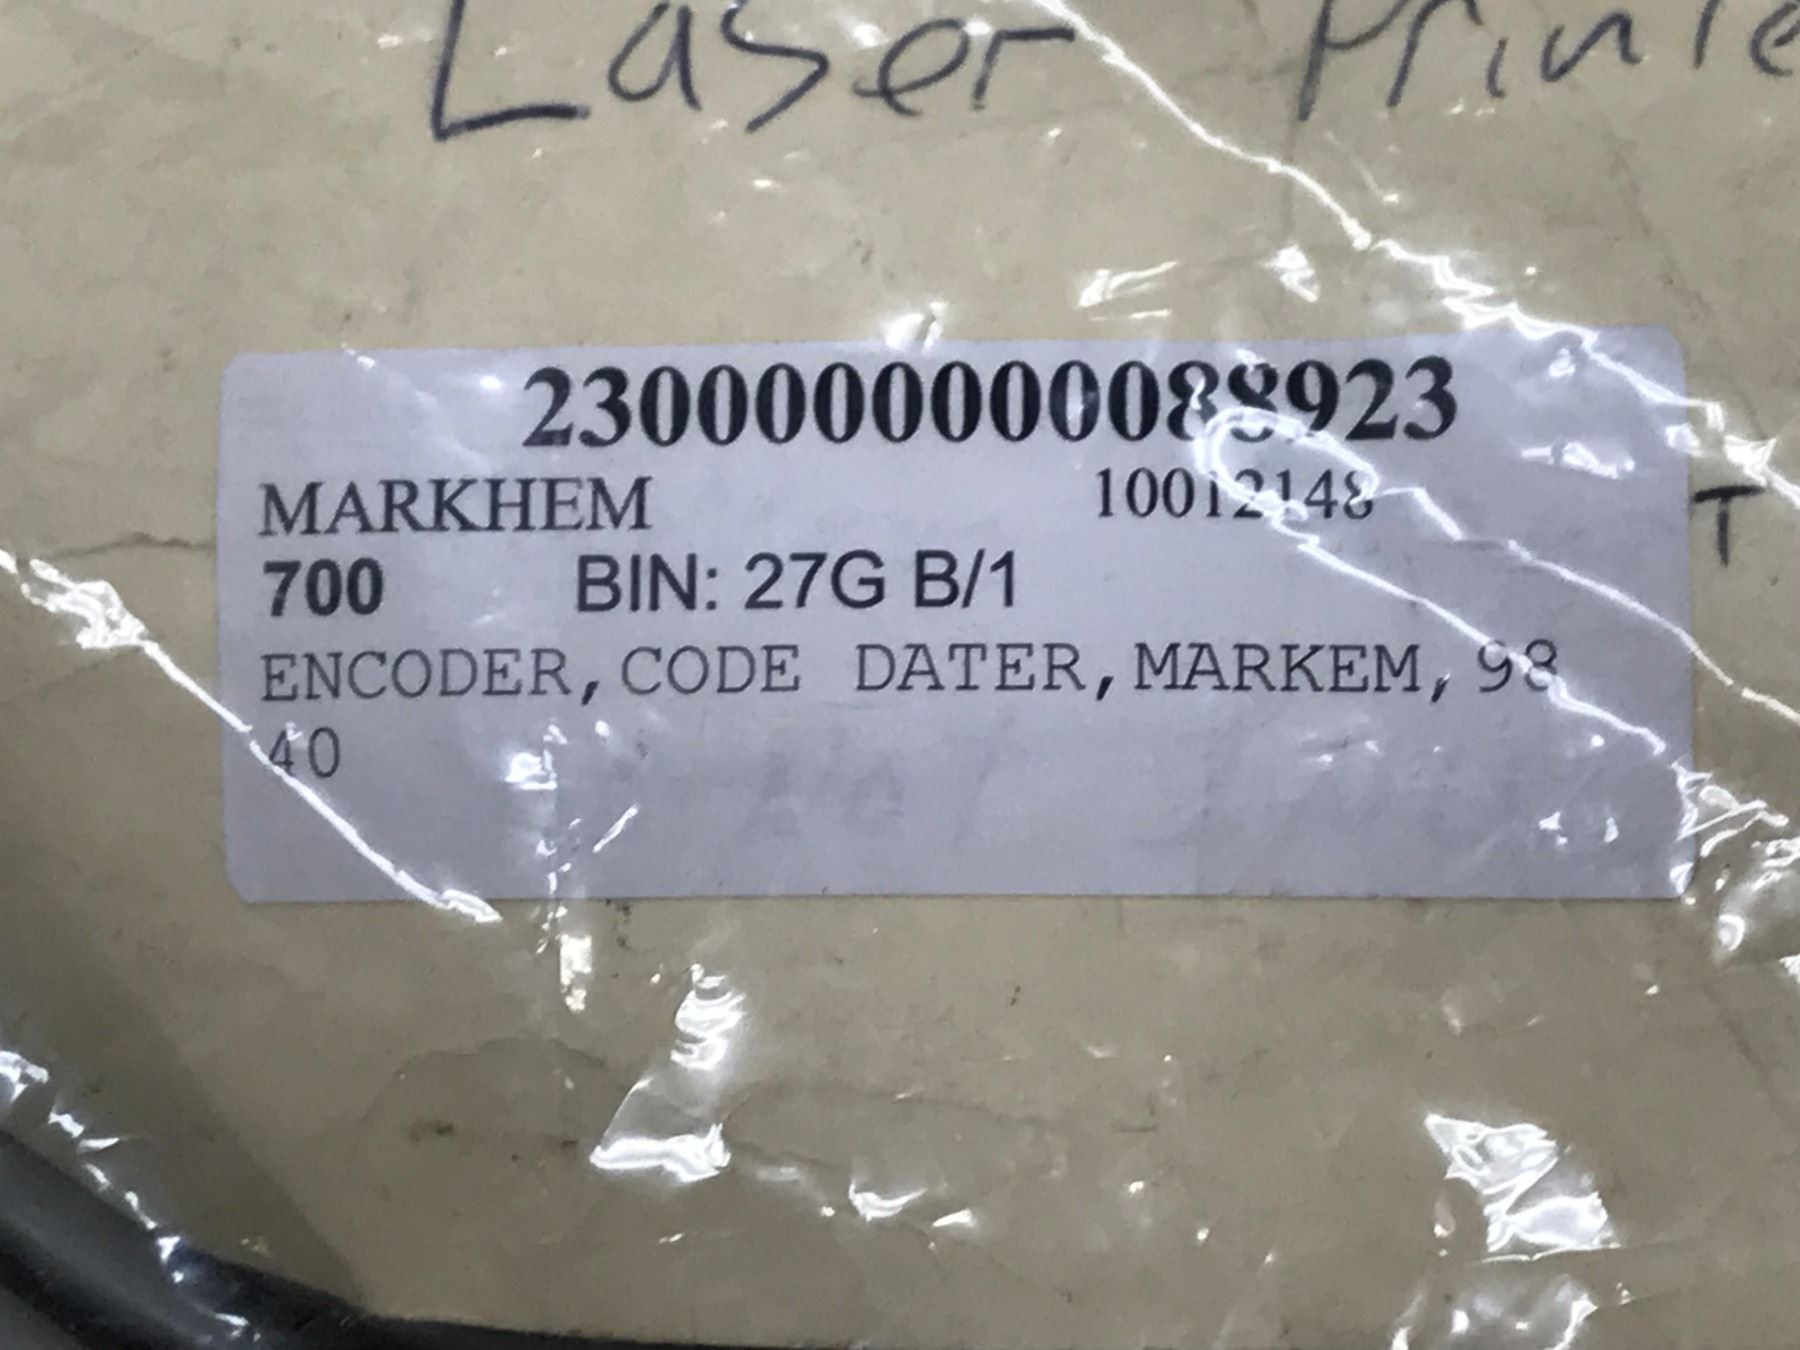 Laser Printe
2300000000088923
MARKHEM 10012148
T
700 BIN: 27G B/1
ENCODER,CODE DATER,MARKEM, 98
40